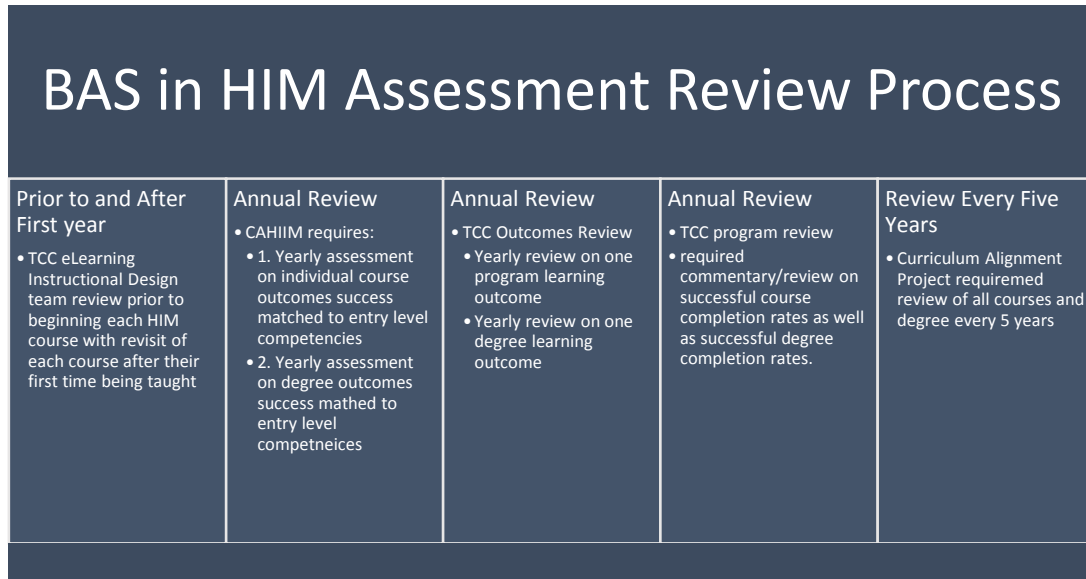 BAS in HIM Assessment Review Process
Prior to and After
First year
• TCC eLearning
Instructional Design
team review prior to
beginning each HIM
course with revisit of
each course after their
first time being taught
Annual Review
• CAHIIM requires:
• 1. Yearly assessment
on individual course
outcomes success
matched to entry level
competencies
• 2. Yearly assessment
on degree outcomes
success mathed to
entry level
competneices
Annual Review
• TCC Outcomes Review
• Yearly review on one
program learning
outcome
• Yearly review on one
degree learning
outcome
Annual Review
• TCC program review
• required
commentary/review on
successful course
completion rates as well
as successful degree
completion rates.
Review Every Five
Years
• Curriculum Alignment
Project requiremed
review of all courses and
degree every 5 years